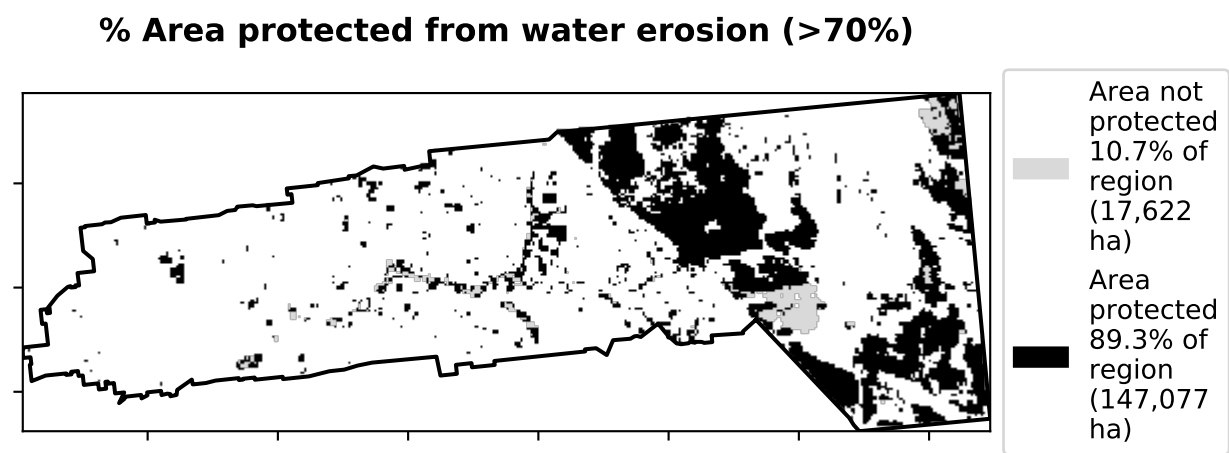 % Area protected from water erosion (>70%)
Area not
protected
10.7% of
region
(17,622
ha)
Area
protected
89.3% of
region
(147,077
ha)